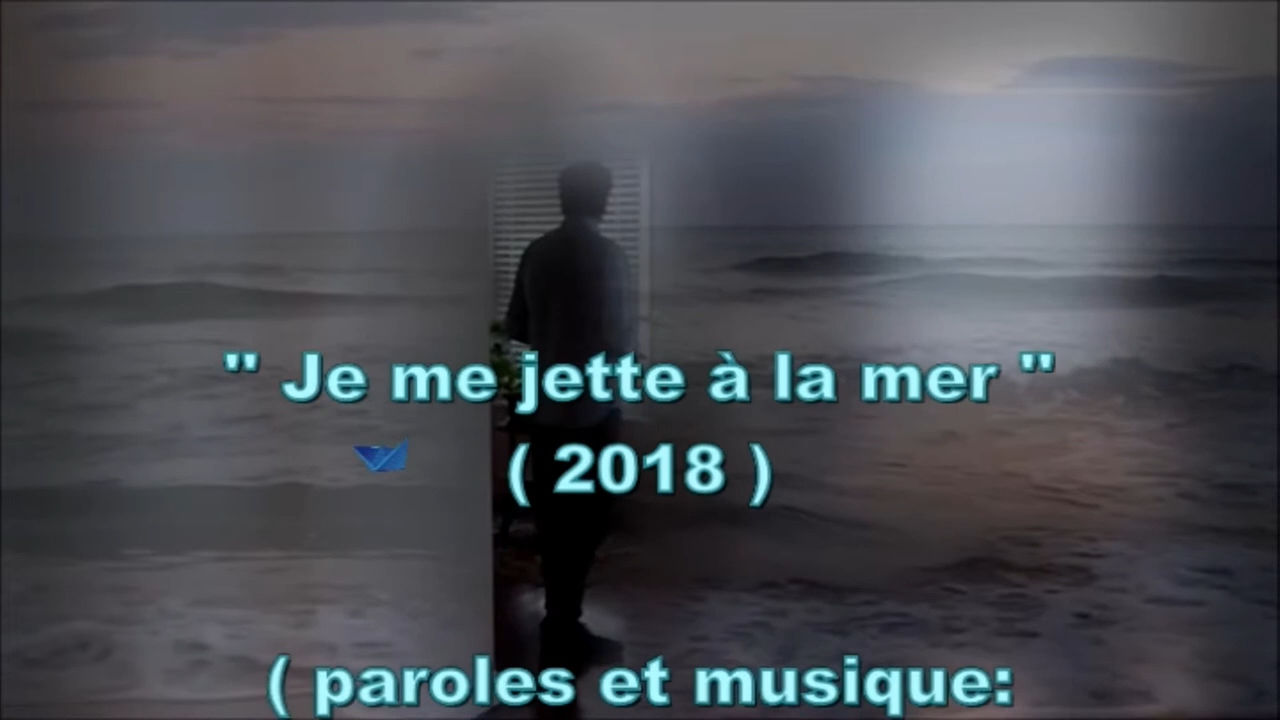 " Je me jette à la mer "
( 2018 )
( paroles et musique: